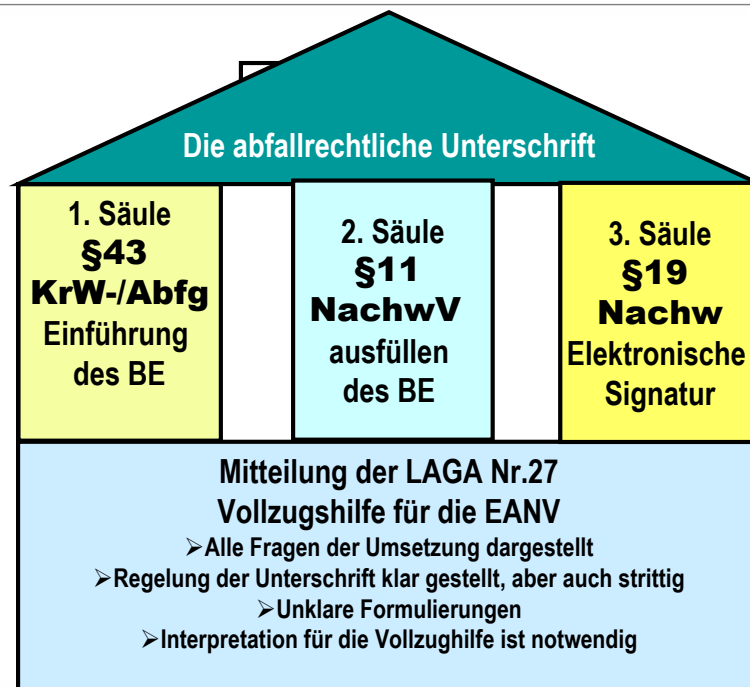 Die abfallrechtliche Unterschrift
1. Säule
§43
KrW-/Abfg
Einführung
des BE
2. Säule
§11
NachwV
ausfüllen
des BE
3. Säule
§19
Nachw
Elektronische
Signatur
Mitteilung der LAGA Nr.27
Vollzugshilfe für die EANV
➢Alle Fragen der Umsetzung dargestellt
➢Regelung der Unterschrift klar gestellt, aber auch strittig
➢Unklare Formulierungen
➢Interpretation für die Vollzughilfe ist notwendig